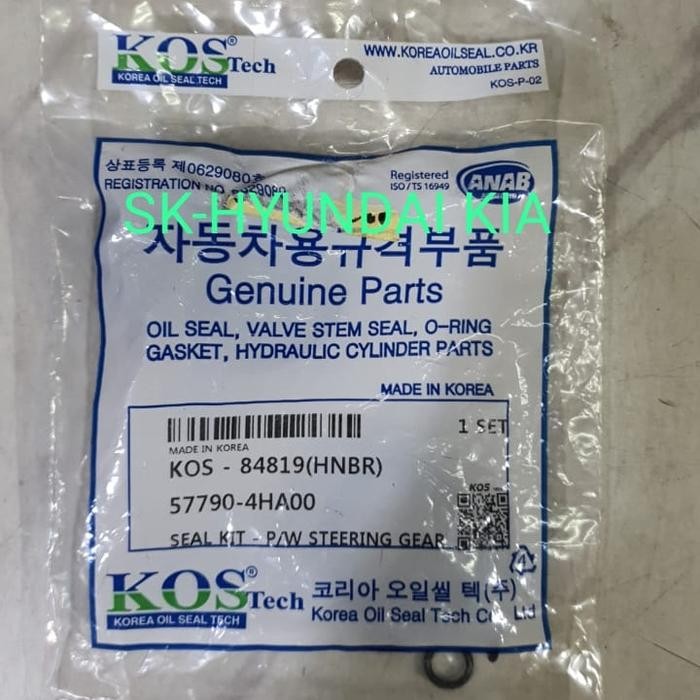 KOS® Tech
KOREA OIL SEAL TECH
WWW.KOREAOILSEAL.CO.KR
AUTOMOBILE PARTS
KOS-P-02
상표등록 제0629080호
REGISTRATION NO. 0629080
Registered
ISO/TS 16949
ANAB
SK-HYUNDAI KIA
자동차용규격부품
Genuine Parts
OIL SEAL, VALVE STEM SEAL, O-RING
GASKET, HYDRAULIC CYLINDER PARTS
MADE IN KOREA
1 SET
MADE IN KOREA
KOS - 84819(HNBR)
57790-4HA00
KOS
SEAL KIT - P/W STEERING GEAR
KOS® Tech
KOREA OIL SEAL TECH
코리아 오일씰 텍(주)
Korea Oil Seal Tech Co., Ltd